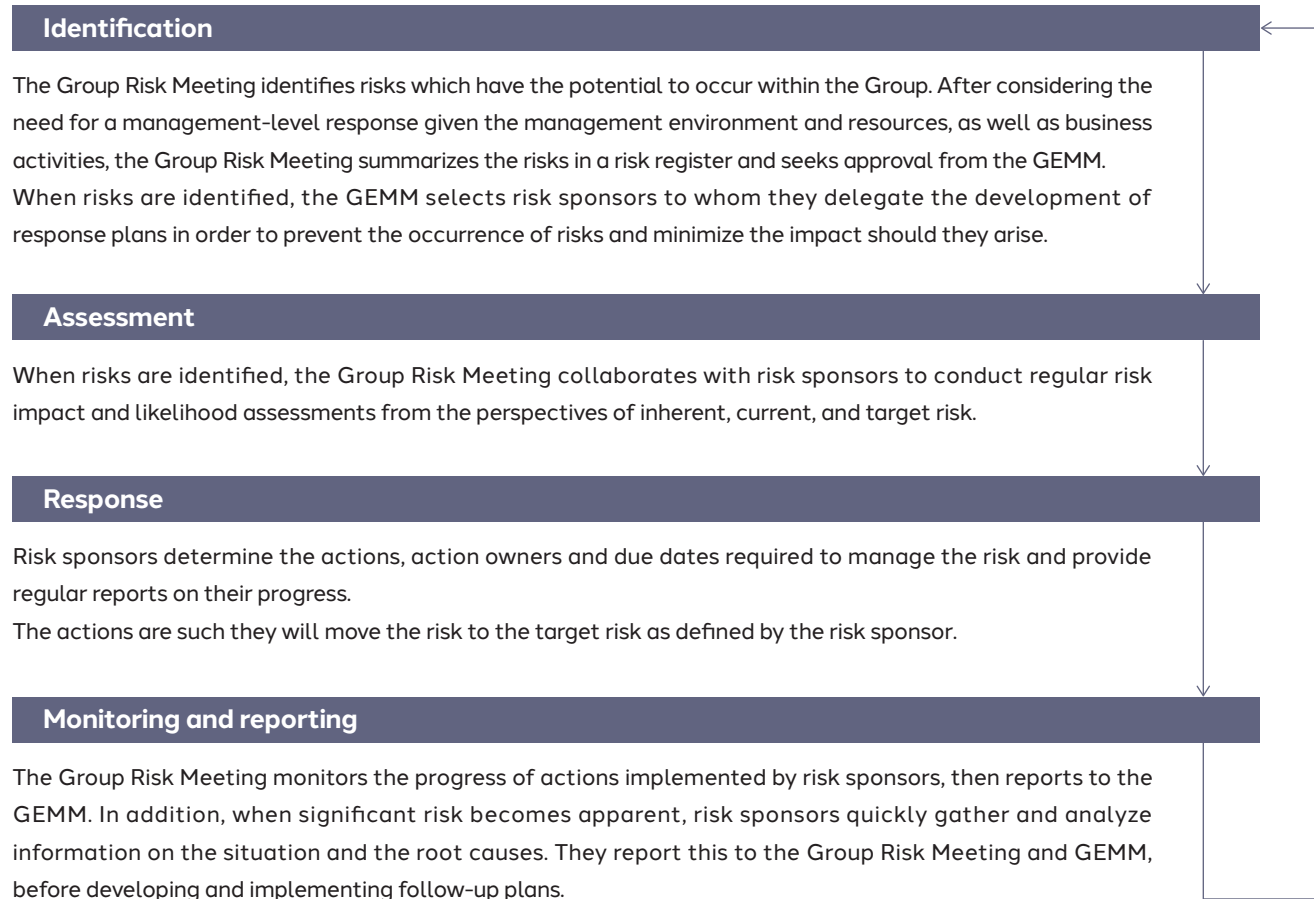 Identification
The Group Risk Meeting identifies risks which have the potential to occur within the Group. After considering the
need for a management-level response given the management environment and resources, as well as business
activities, the Group Risk Meeting summarizes the risks in a risk register and seeks approval from the GEMM.
When risks are identified, the GEMM selects risk sponsors to whom they delegate the development of
response plans in order to prevent the occurrence of risks and minimize the impact should they arise.
Assessment
When risks are identified, the Group Risk Meeting collaborates with risk sponsors to conduct regular risk
impact and likelihood assessments from the perspectives of inherent, current, and target risk.
Response
Risk sponsors determine the actions, action owners and due dates required to manage the risk and provide
regular reports on their progress.
The actions are such they will move the risk to the target risk as defined by the risk sponsor.
Monitoring and reporting
The Group Risk Meeting monitors the progress of actions implemented by risk sponsors, then reports to the
GEMM. In addition, when significant risk becomes apparent, risk sponsors quickly gather and analyze
information on the situation and the root causes. They report this to the Group Risk Meeting and GEMM,
before developing and implementing follow-up plans.